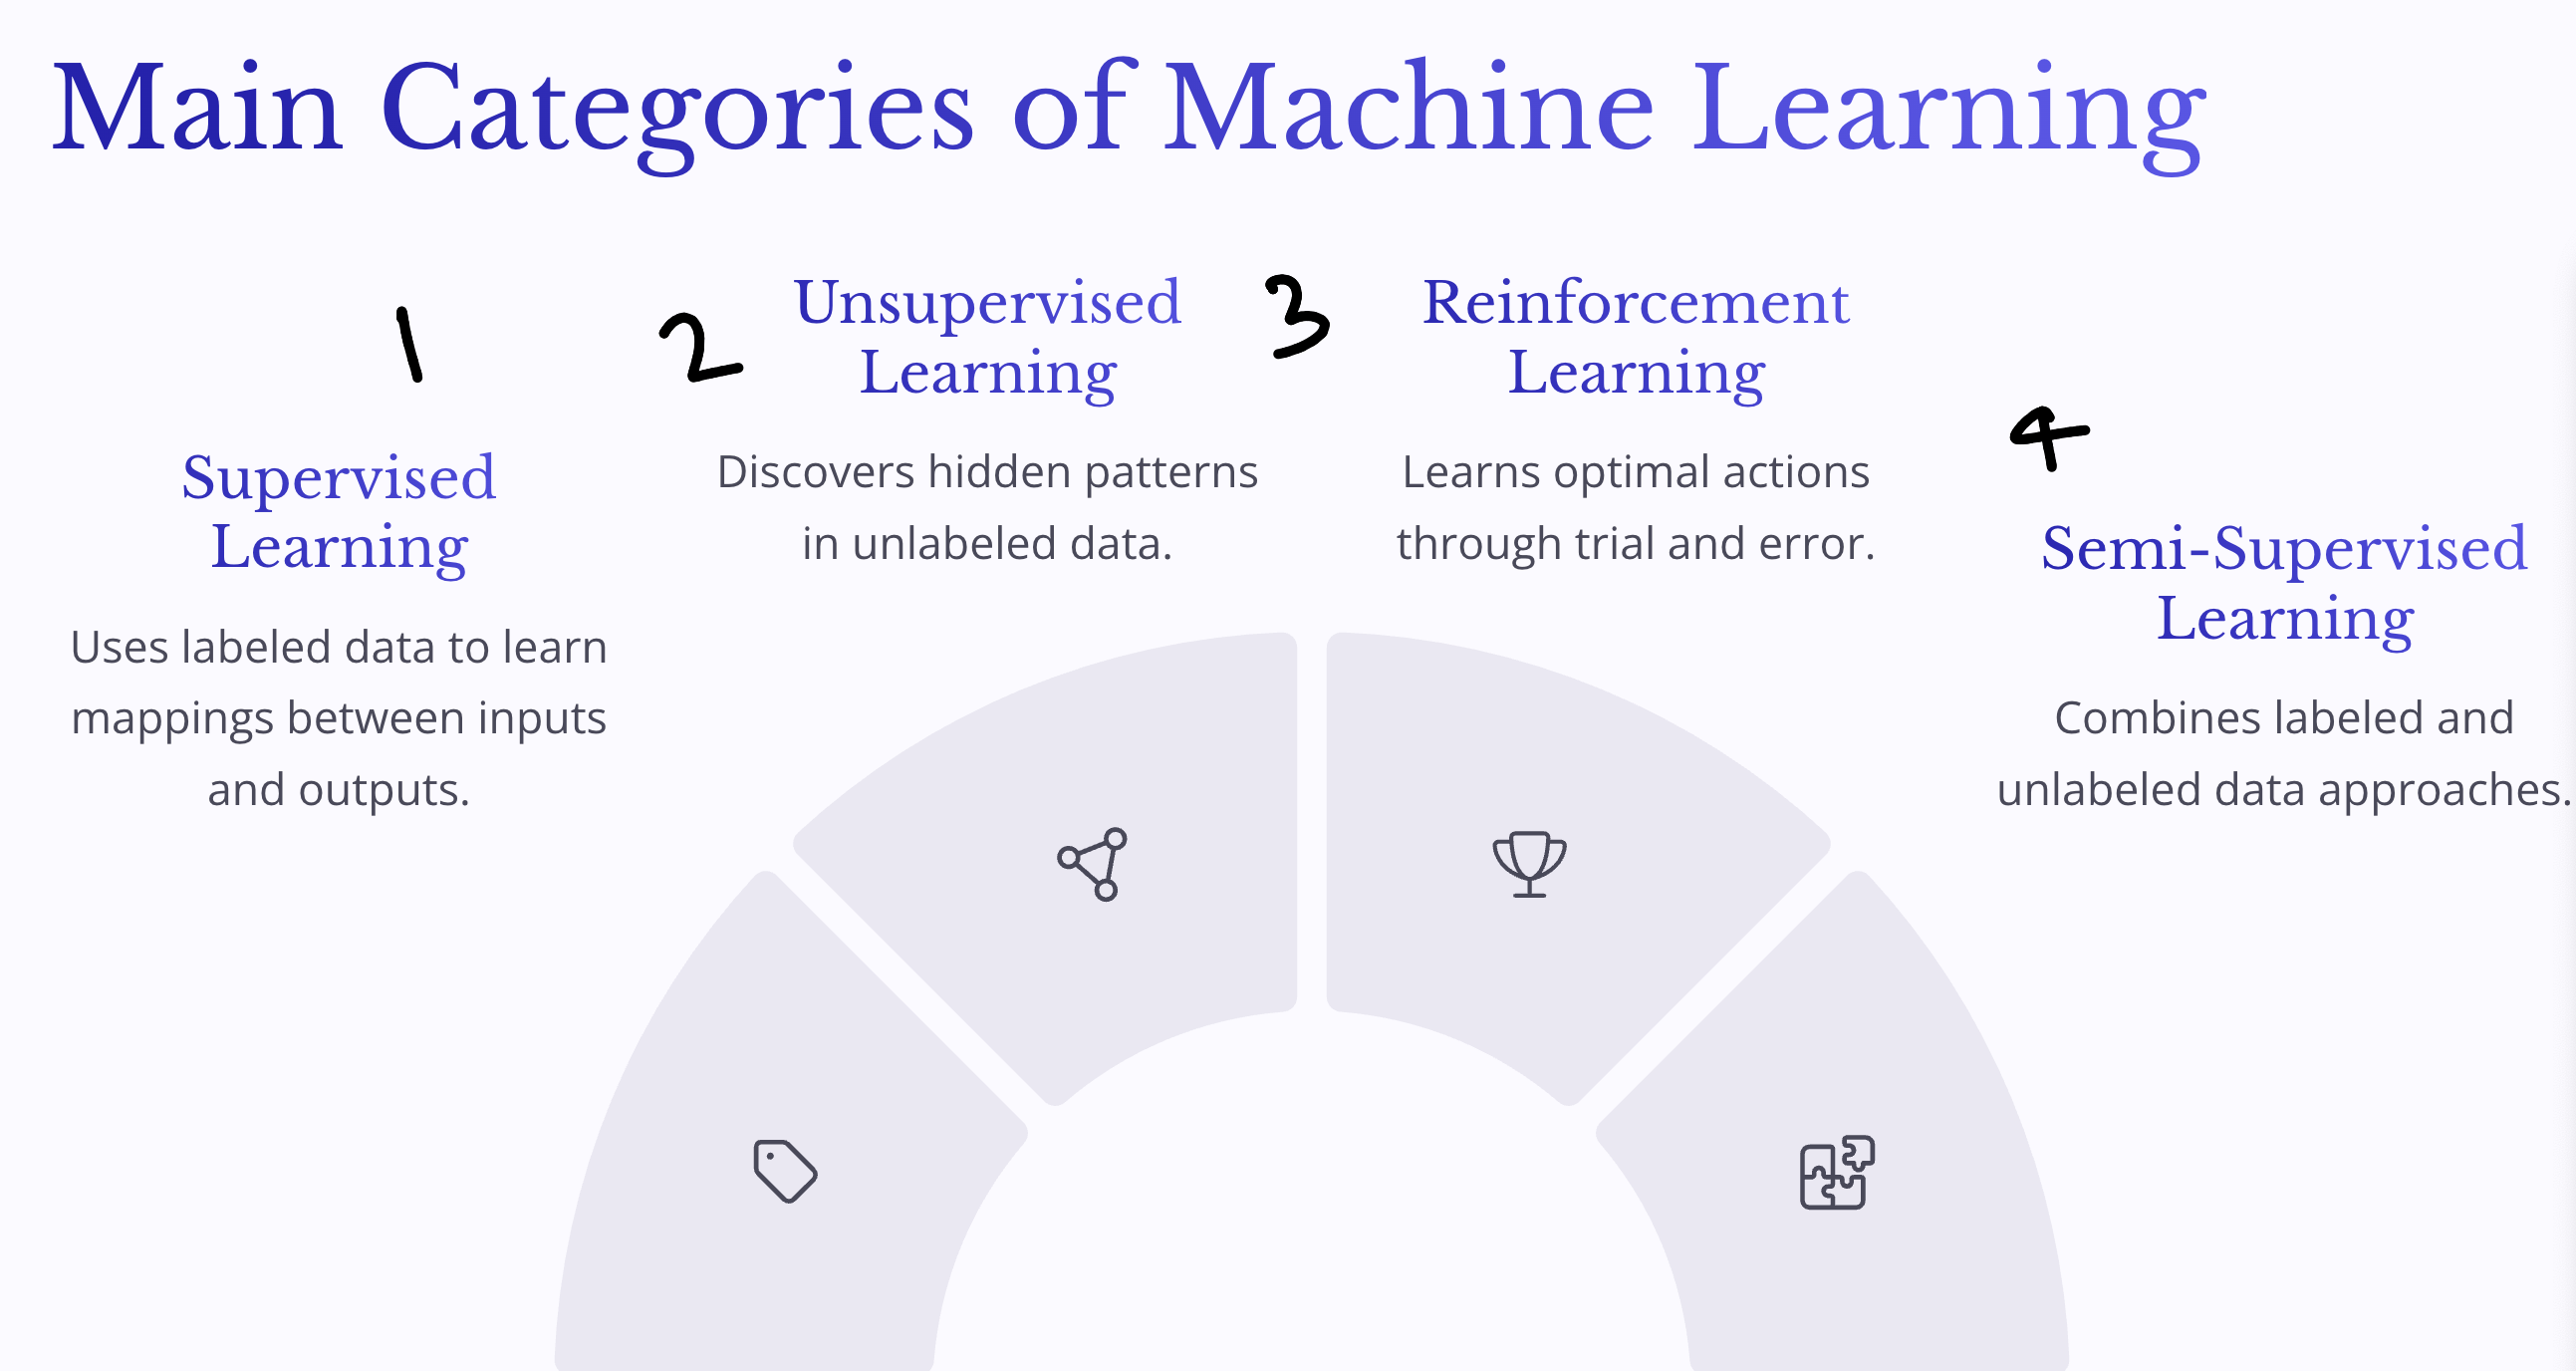 Main Categories of Machine Learning
1
Supervised
Learning
Uses labeled data to learn
mappings between inputs
and outputs.
2
Unsupervised
Learning
Discovers hidden patterns
in unlabeled data.
3
Reinforcement
Learning
Learns optimal actions
through trial and error.
4
Semi-Supervised
Learning
Combines labeled and
unlabeled data approaches.